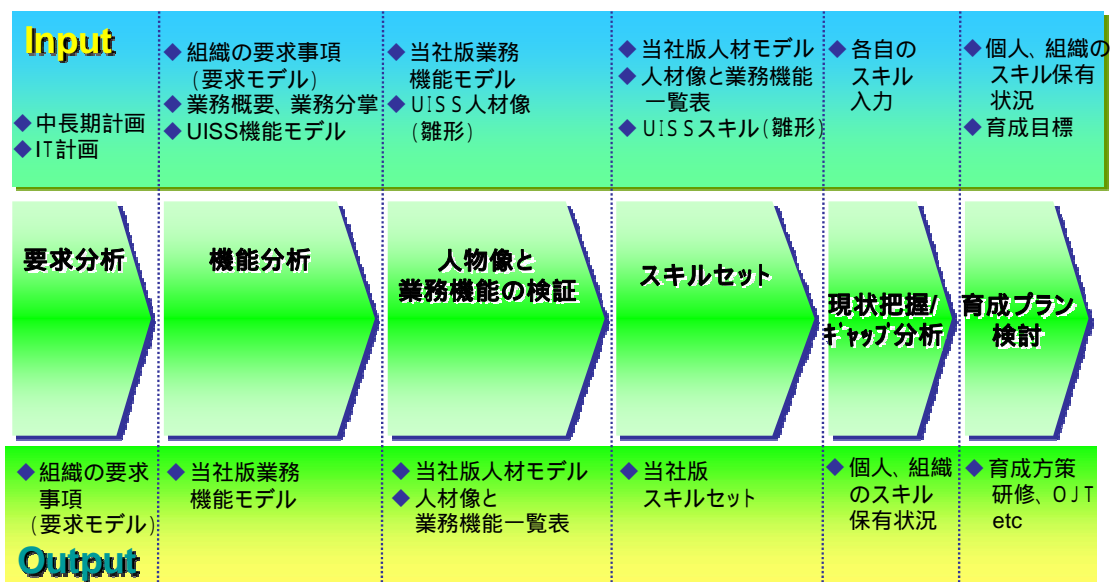 Input
◆中長期計画
◆IT計画
◆組織の要求事項
(要求モデル)
◆業務概要、業務分掌
◆UISS機能モデル
◆当社版業務
機能モデル
◆UISS人材像
(雛形)
◆当社版人材モデル
◆人材像と業務機能
一覧表
◆UISSスキル(雛形)
◆各自の
スキル
入力
◆個人、組織の
スキル保有
状況
◆育成目標
要求分析
機能分析
人物像と
業務機能の検証
スキルセット
現状把握/
ギャップ分析
育成プラン
検討
◆組織の要求
事項
(要求モデル)
◆当社版業務
機能モデル
◆当社版人材モデル
◆人材像と
業務機能一覧表
◆当社版
スキルセット
◆個人、組織
のスキル
保有状況
◆育成方策
研修、OJT
etc
Output